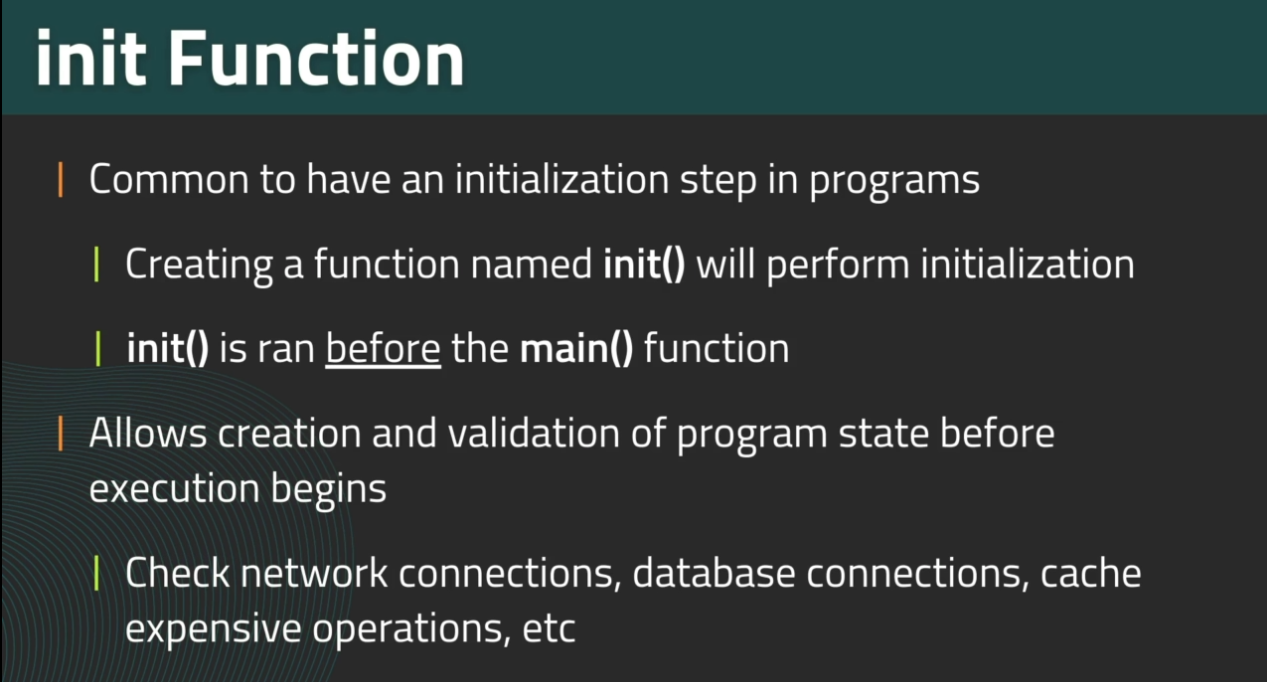 init Function
Common to have an initialization step in programs
Creating a function named init() will perform initialization
init() is ran before the main() function
Allows creation and validation of program state before
execution begins
Check network connections, database connections, cache
expensive operations, etc